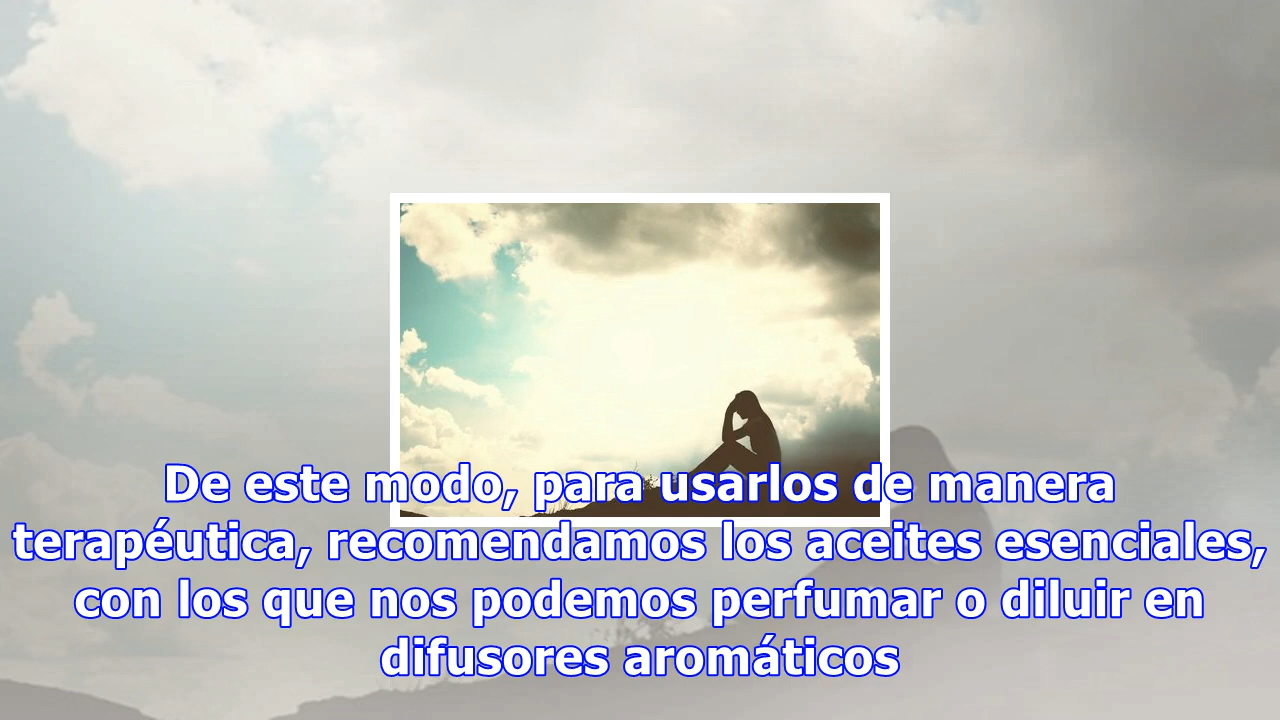 De este modo, para usarlos de manera
terapéutica, recomendamos los aceites esenciales,
con los que nos podemos perfumar o diluir en
difusores aromáticos